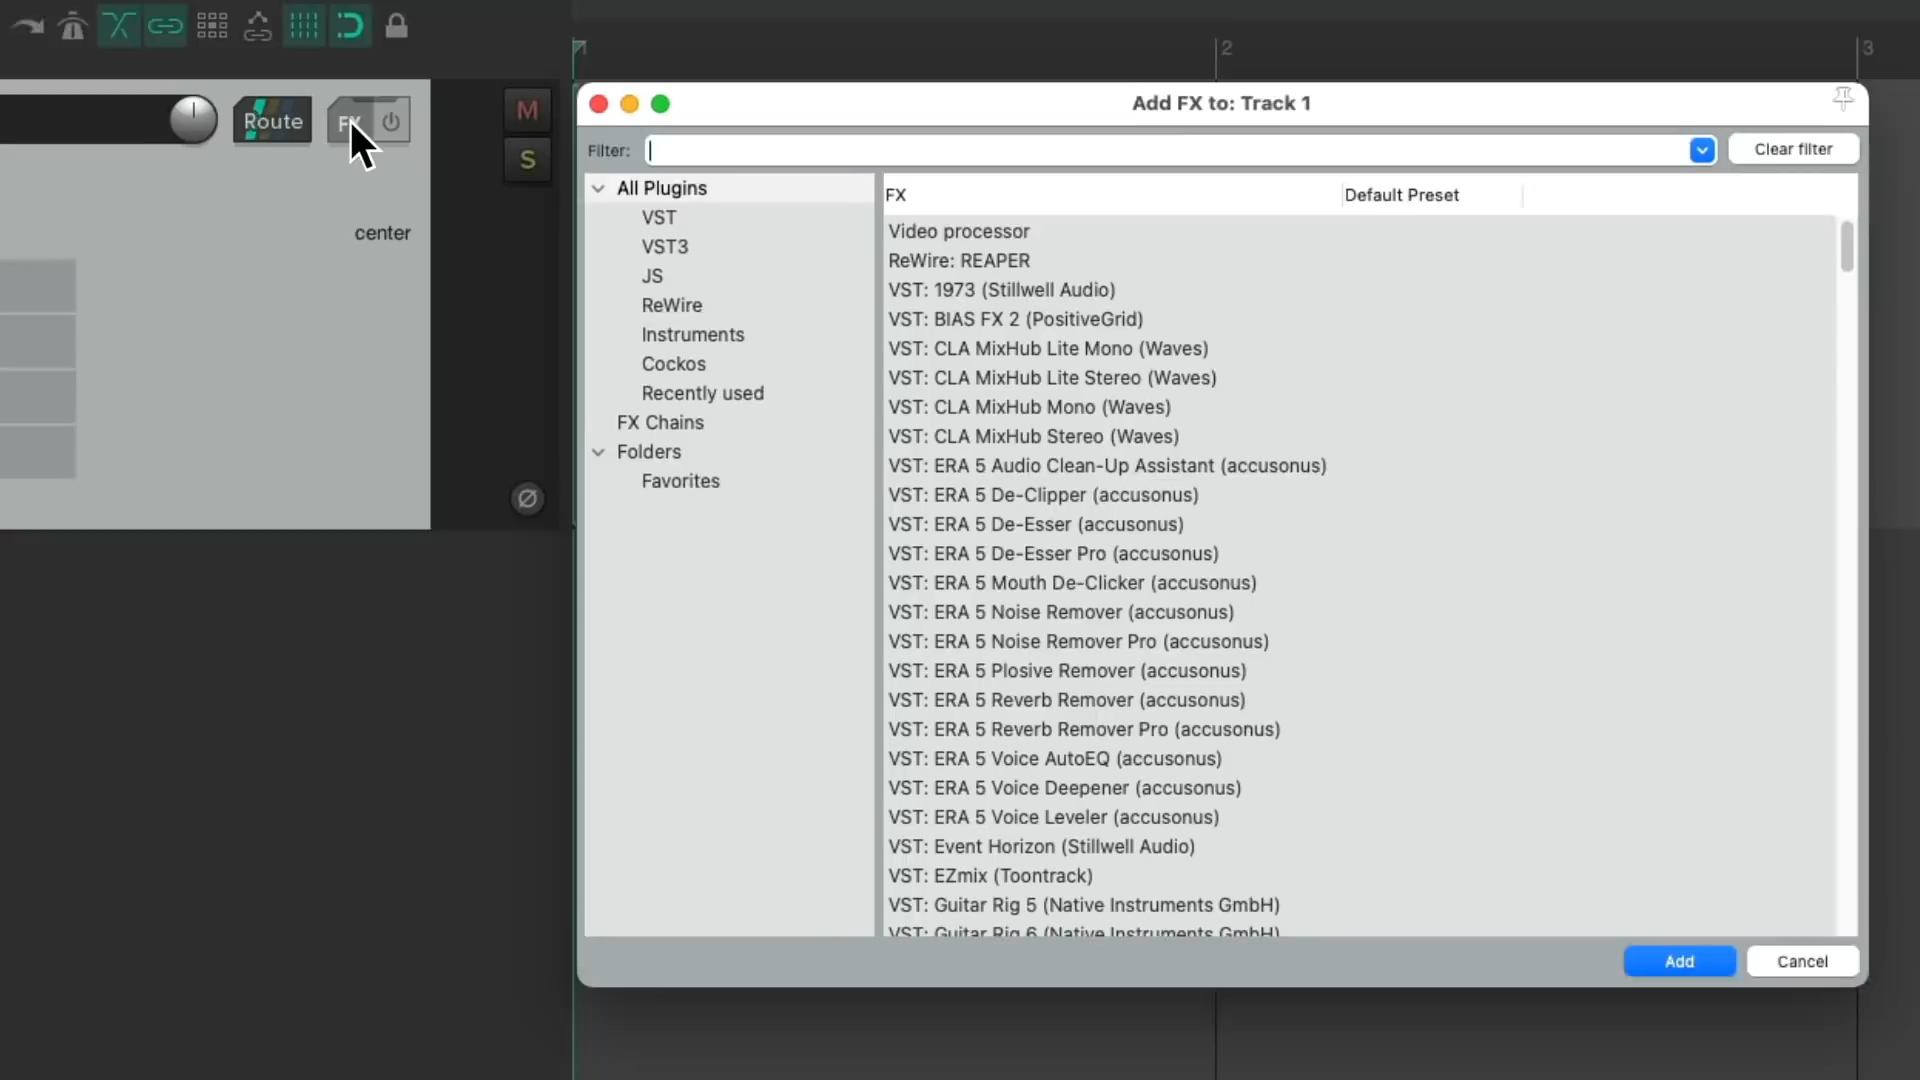 2
3
Route
FX
M
S
center
Add FX to: Track 1
Filter:
Clear filter
All Plugins
VST
VST3
JS
ReWire
Instruments
Cockos
Recently used
FX Chains
Folders
Favorites
FX
Default Preset
Video processor
ReWire: REAPER
VST: 1973 (Stillwell Audio)
VST: BIAS FX 2 (PositiveGrid)
VST: CLA MixHub Lite Mono (Waves)
VST: CLA MixHub Lite Stereo (Waves)
VST: CLA MixHub Mono (Waves)
VST: CLA MixHub Stereo (Waves)
VST: ERA 5 Audio Clean-Up Assistant (accusonus)
VST: ERA 5 De-Clipper (accusonus)
VST: ERA 5 De-Esser (accusonus)
VST: ERA 5 De-Esser Pro (accusonus)
VST: ERA 5 Mouth De-Clicker (accusonus)
VST: ERA 5 Noise Remover (accusonus)
VST: ERA 5 Noise Remover Pro (accusonus)
VST: ERA 5 Plosive Remover (accusonus)
VST: ERA 5 Reverb Remover (accusonus)
VST: ERA 5 Reverb Remover Pro (accusonus)
VST: ERA 5 Voice AutoEQ (accusonus)
VST: ERA 5 Voice Deepener (accusonus)
VST: ERA 5 Voice Leveler (accusonus)
VST: Event Horizon (Stillwell Audio)
VST: EZmix (Toontrack)
VST: Guitar Rig 5 (Native Instruments GmbH)
VST: Guitar Rig 6 (Native Instruments GmbH)
Add
Cancel